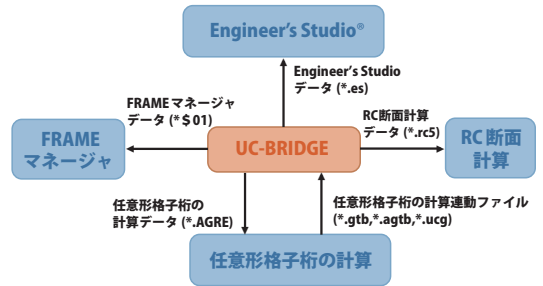 Engineer's Studio®
Engineer's Studio
データ (*.es)
FRAMEマネージャ
データ (*$01)
RC断面計算
データ (*.rc5)
FRAME
マネージャ
UC-BRIDGE
RC断面
計算
任意形格子桁の
計算データ (*.AGRE)
任意形格子桁の計算連動ファイル
(*.gtb,*.agtb,*.ucg)
任意形格子桁の計算